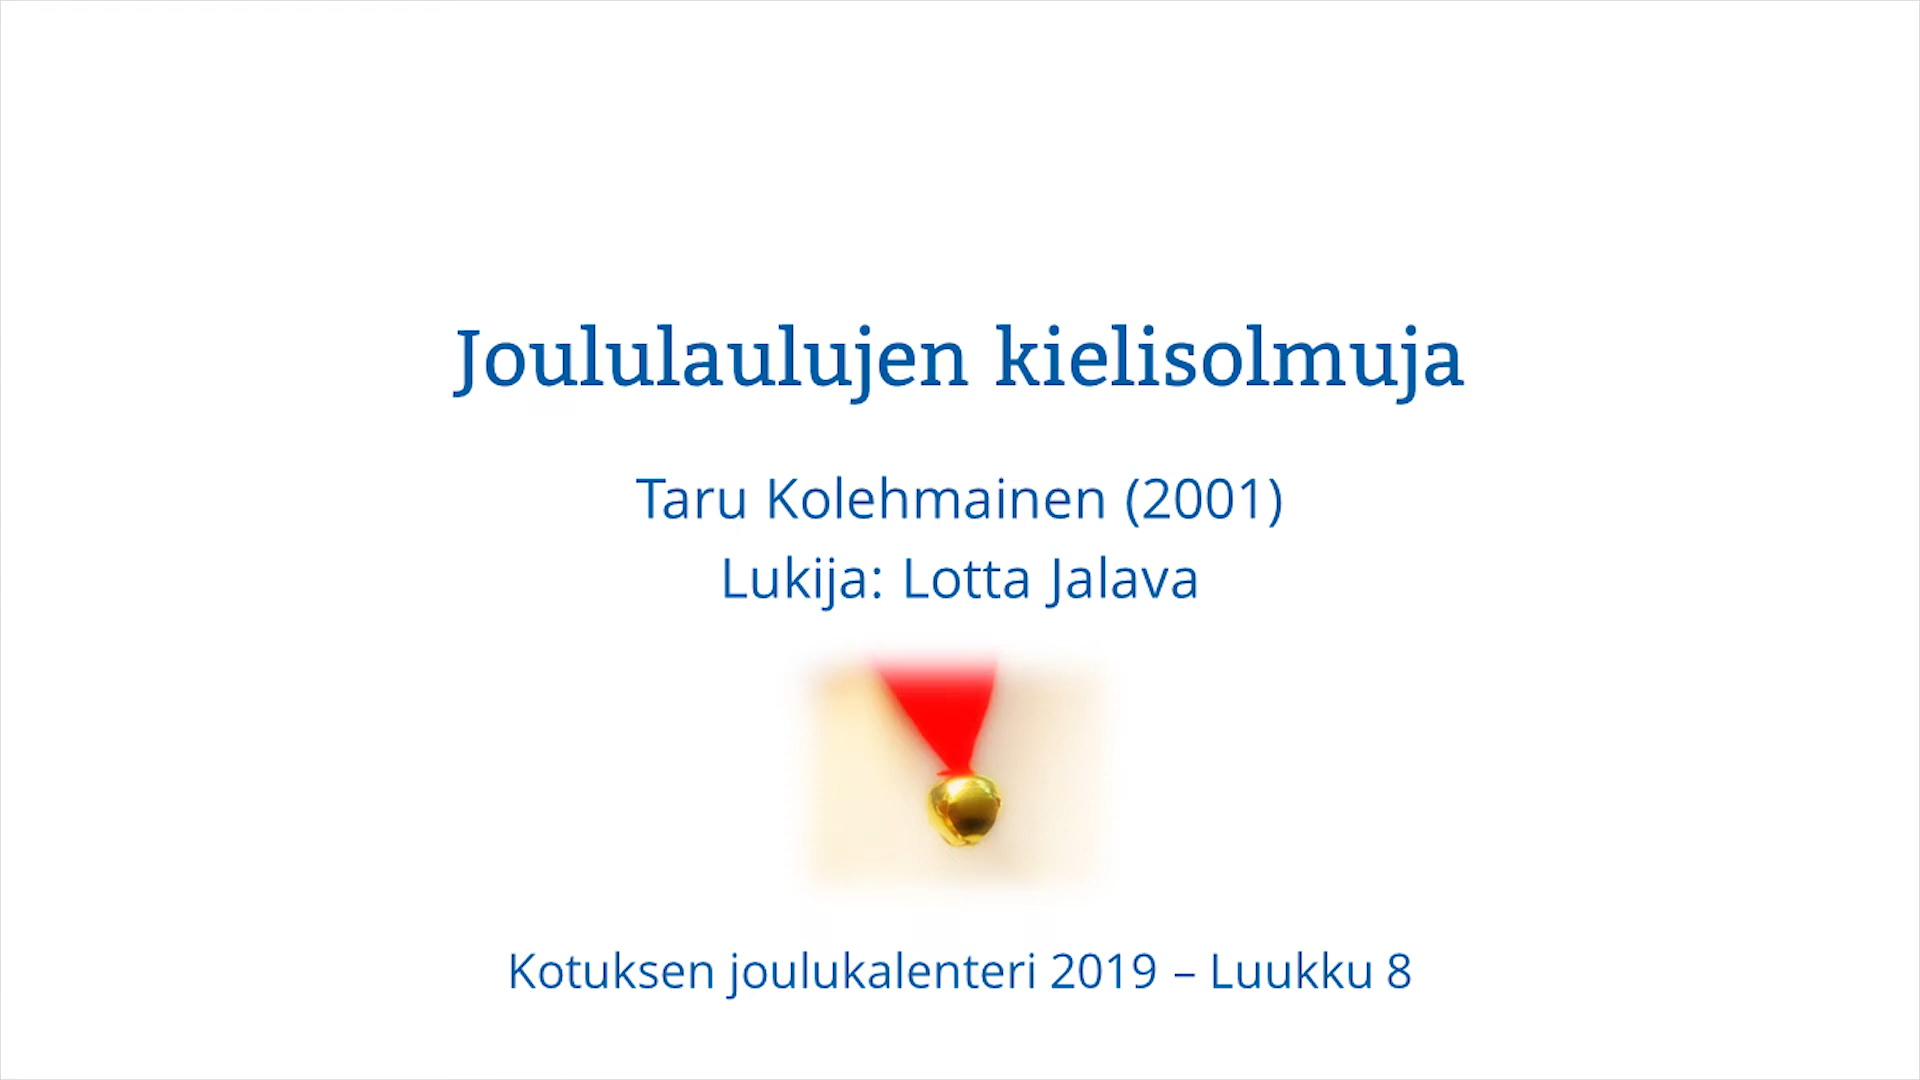 Joululaulujen kielisolmuja
Taru Kolehmainen (2001)
Lukija: Lotta Jalava
Kotuksen joulukalenteri 2019 – Luukku 8